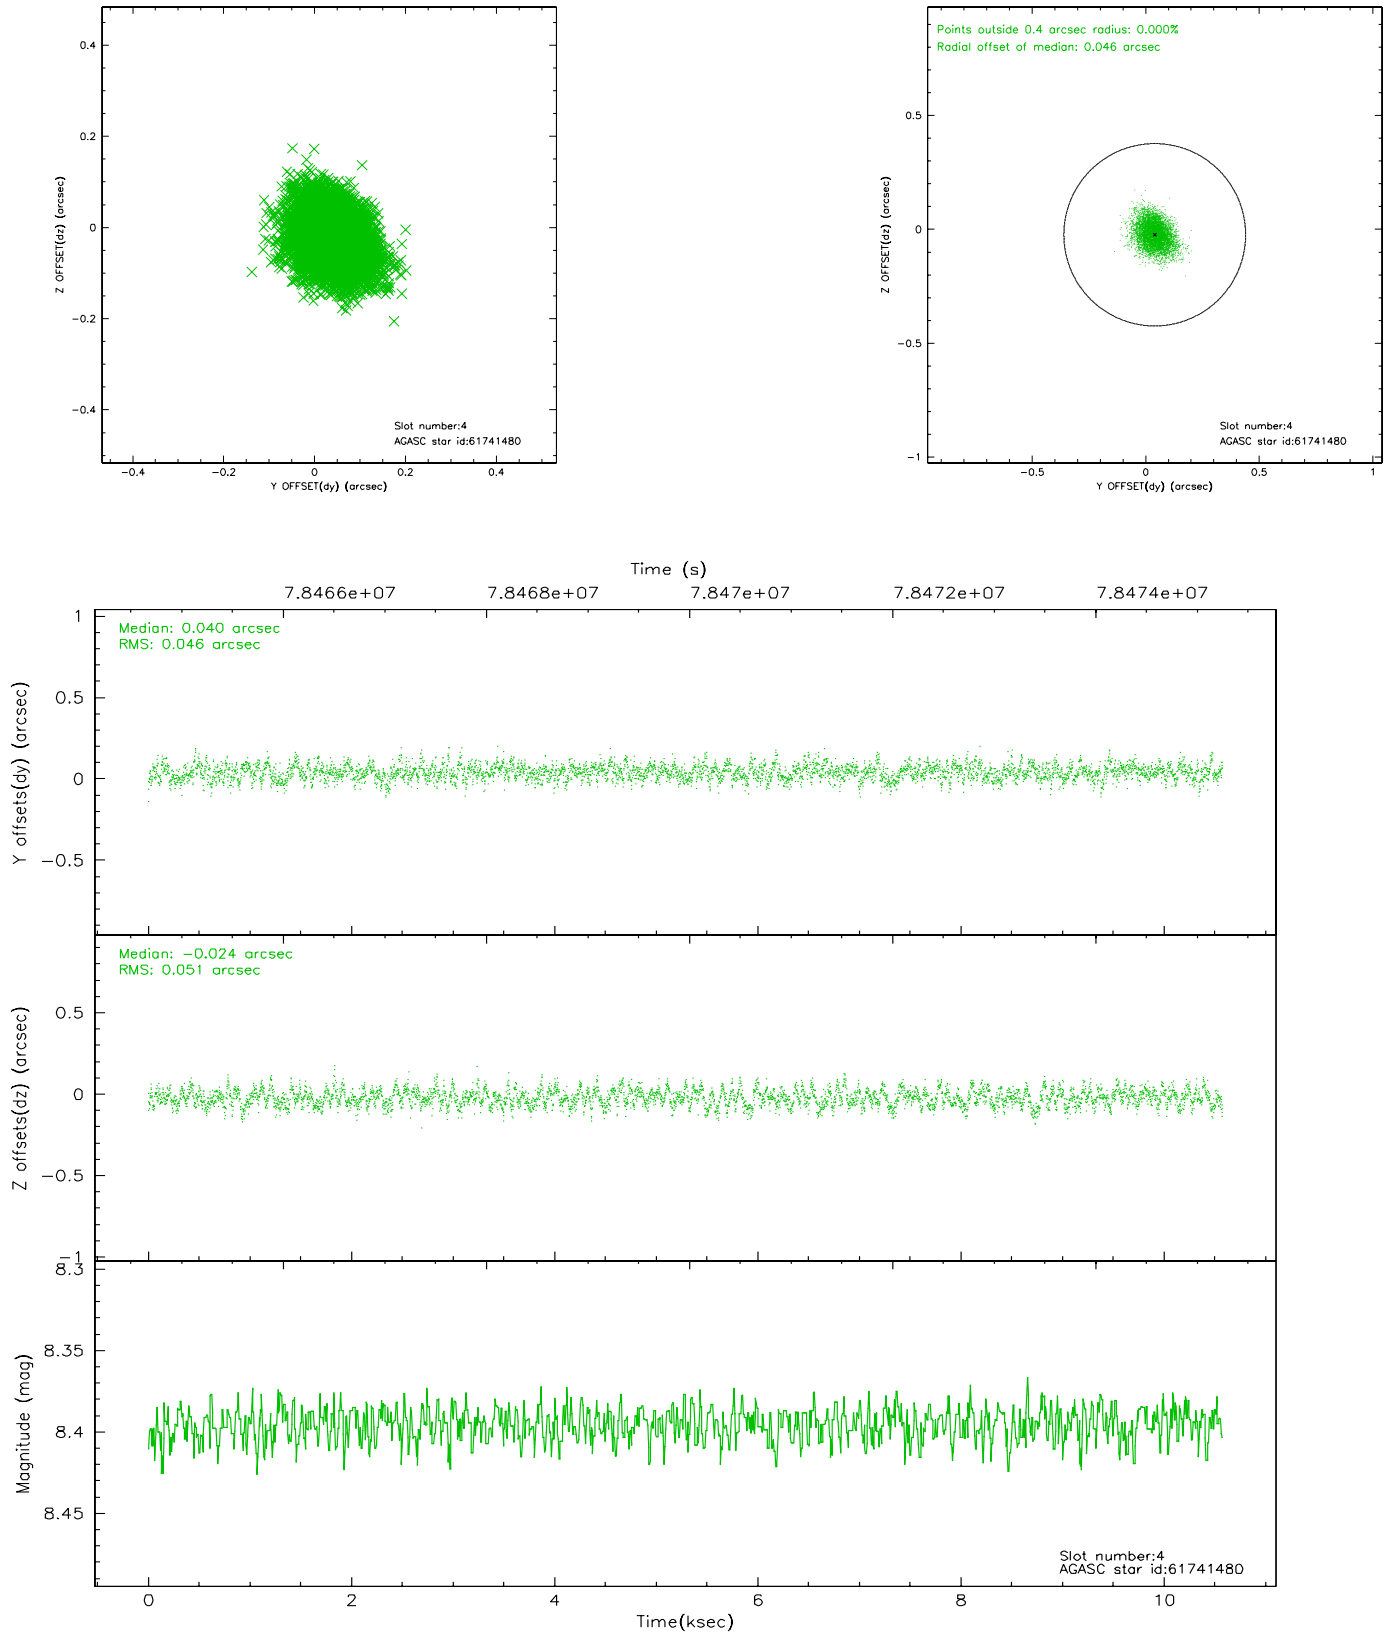 0.4
0.2
0
−0.2
−0.4
Z OFFSET(dz) (arcsec)
Slot number:4
AGASC star id:61741480
−0.4 −0.2 0 0.2 0.4
Y OFFSET(dy) (arcsec)
Points outside 0.4 arcsec radius: 0.000%
Radial offset of median: 0.046 arcsec
0.5
0
−0.5
−1
Z OFFSET(dz) (arcsec)
Slot number:4
AGASC star id:61741480
−0.5 0 0.5 1
Y OFFSET(dy) (arcsec)
Time (s)
7.8466e+07 7.8468e+07 7.847e+07 7.8472e+07 7.8474e+07
Median: 0.040 arcsec
RMS: 0.046 arcsec
1
0.5
0
−0.5
Y offsets(dy) (arcsec)
Median: −0.024 arcsec
RMS: 0.051 arcsec
0.5
0
−0.5
−1
Z offsets(dz) (arcsec)
8.3
8.35
8.4
8.45
Magnitude (mag)
Slot number:4
AGASC star id:61741480
0 2 4 6 8 10
Time(ksec)